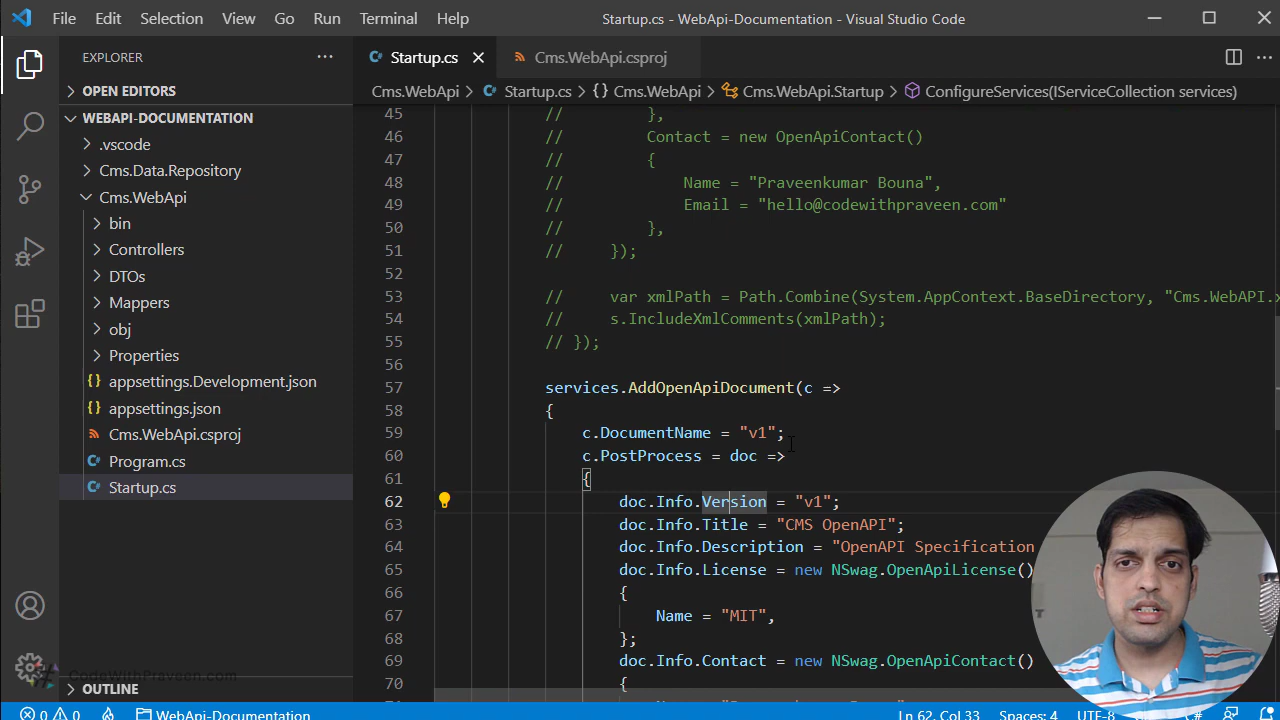 File Edit Selection View Go Run Terminal Help
Startup.cs - WebApi-Documentation - Visual Studio Code
EXPLORER
OPEN EDITORS
WEBAPI-DOCUMENTATION
.vscode
Cms.Data.Repository
Cms.WebApi
bin
Controllers
DTOs
Mappers
obj
Properties
{} appsettings.Development.json
{} appsettings.json
Cms.WebApi.csproj
C# Program.cs
C# Startup.cs
CodeWithPraveen.com
OUTLINE
C# Startup.cs
Cms.WebApi.csproj
Cms.WebApi > C# Startup.cs > {} Cms.WebApi > Cms.WebApi.Startup > ConfigureServices(IServiceCollection services)
45 // },
46 // Contact = new OpenApiContact()
47 // {
48 // Name = "Praveenkumar Bouna",
49 // Email = "hello@codewithpraveen.com"
50 // },
51 // });
52
53 // var xmlPath = Path.Combine(System.AppContext.BaseDirectory, "Cms.WebAPI.x
54 // s.IncludeXmlComments(xmlPath);
55 // });
56
57 services.AddOpenApiDocument(c =>
58 {
59 c.DocumentName = "v1";
60 c.PostProcess = doc =>
61 {
62 doc.Info.Version = "v1";
63 doc.Info.Title = "CMS OpenAPI";
64 doc.Info.Description = "OpenAPI Specification
65 doc.Info.License = new NSwag.OpenApiLicense()
66 {
67 Name = "MIT",
68 };
69 doc.Info.Contact = new NSwag.OpenApiContact()
70 {
0 0 WebApi-Documentation Ln 62, Col 33 Spaces: 4 UTF-8 C#